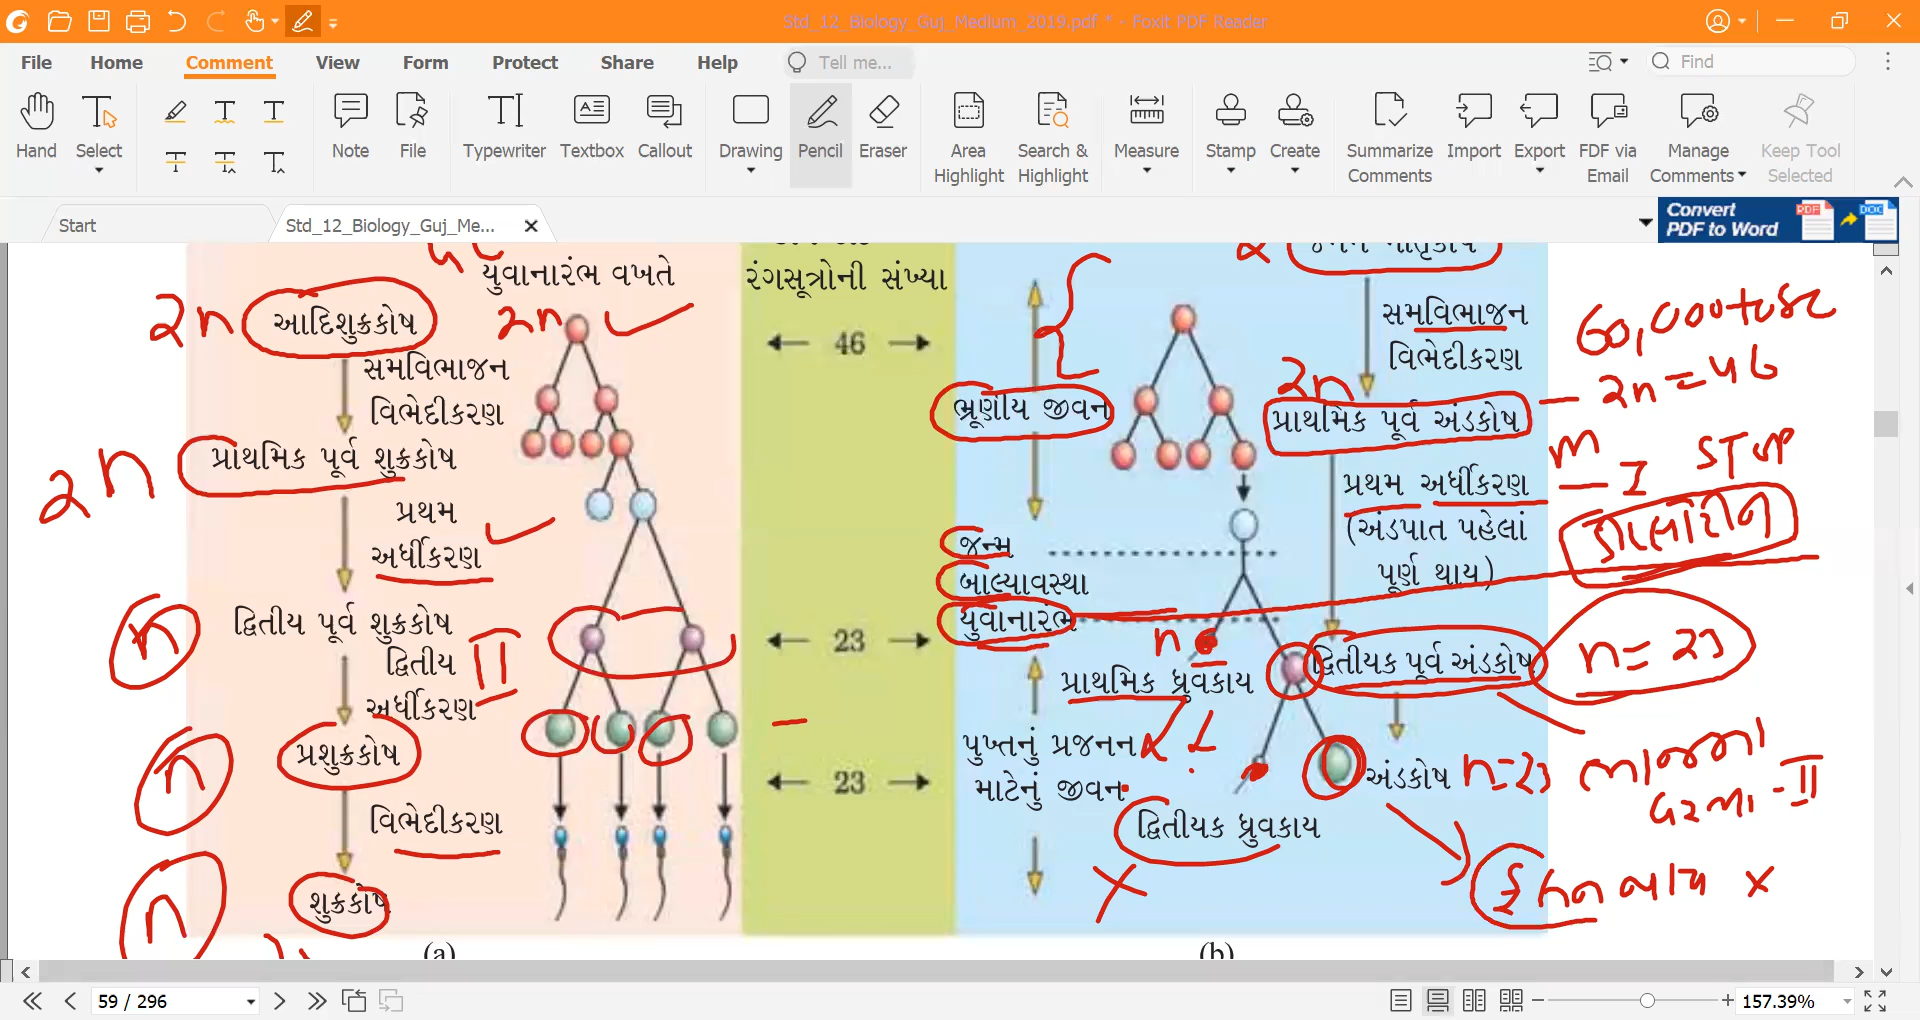 Std_12_Biology_Guj_Medium_2019.pdf * - Foxit PDF Reader
File Home Comment View Form Protect Share Help Tell me... Find
Hand Select Note File Typewriter Textbox Callout Drawing Pencil Eraser Area Highlight Search & Highlight Measure Stamp Create Summarize Comments Import Export FDF via Email Manage Comments Keep Tool Selected
Start Std_12_Biology_Guj_Me... Convert PDF to Word PDF DOC
યુવાનારંભ વખતે
2n આદિશુક્રકોષ 2n
સમવિભાજન
વિભેદીકરણ
2n પ્રાથમિક પૂર્વ શુક્રકોષ
પ્રથમ
અર્ધીકરણ
n દ્વિતીય પૂર્વ શુક્રકોષ
દ્વિતીય II
અર્ધીકરણ
n પ્રશુક્રકોષ
વિભેદીકરણ
n શુક્રકોષ
(a)
રંગસૂત્રોની સંખ્યા
46
23
23
ભ્રૂણીય જીવન
જન્મ
બાલ્યાવસ્થા
યુવાનારંભ
પુખ્તનું પ્રજનન
માટેનું જીવન
સમવિભાજન
વિભેદીકરણ
2n
પ્રાથમિક પૂર્વ અંડકોષ
2n = 46
પ્રથમ અર્ધીકરણ
M-I STOP
(અંડપાત પહેલાં
પૂર્ણ થાય)
n
પ્રાથમિક ધ્રુવકાય
દ્વિતીયક પૂર્વ અંડકોષ n = 23
અંડકોષ n=23
દ્વિતીયક ધ્રુવકાય
(b)
59 / 296 157.39%